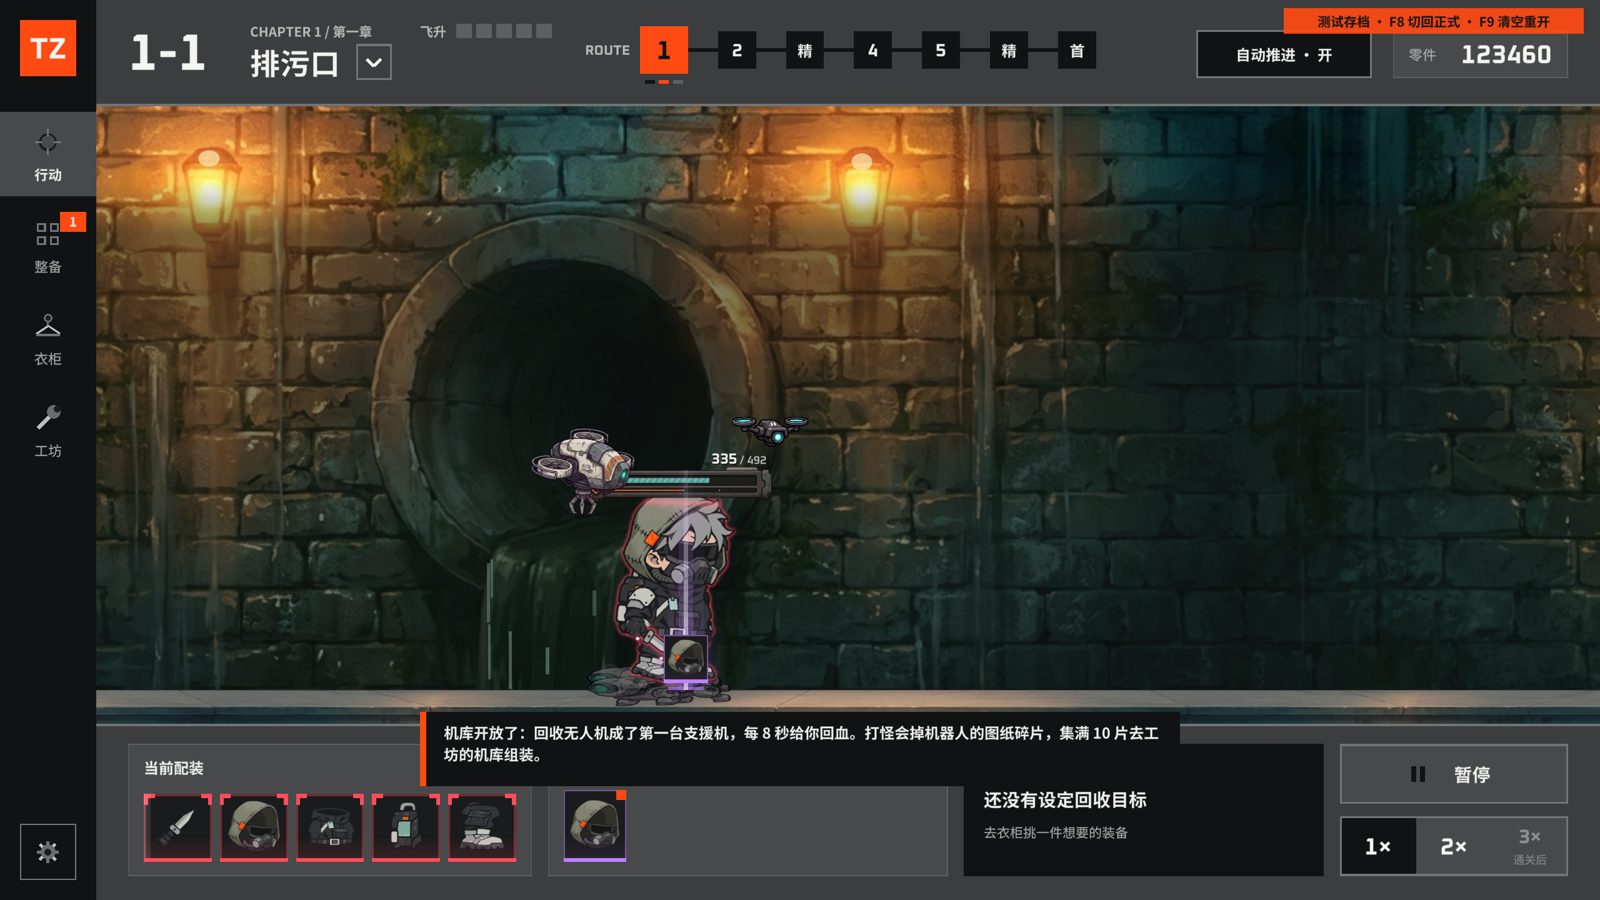 TZ
1-1
CHAPTER 1 / 第一章
排污口
飞升
ROUTE
1
2
精
4
5
精
首
测试存档 · F8 切回正式 · F9 清空重开
自动推进 · 开
零件 123460
行动
整备
1
衣柜
工坊
335 / 492
机库开放了：回收无人机成了第一台支援机，每 8 秒给你回血。打怪会掉机器人的图纸碎片，集满 10 片去工
坊的机库组装。
当前配装
还没有设定回收目标
去衣柜挑一件想要的装备
暂停
1×
2×
3×
通关后